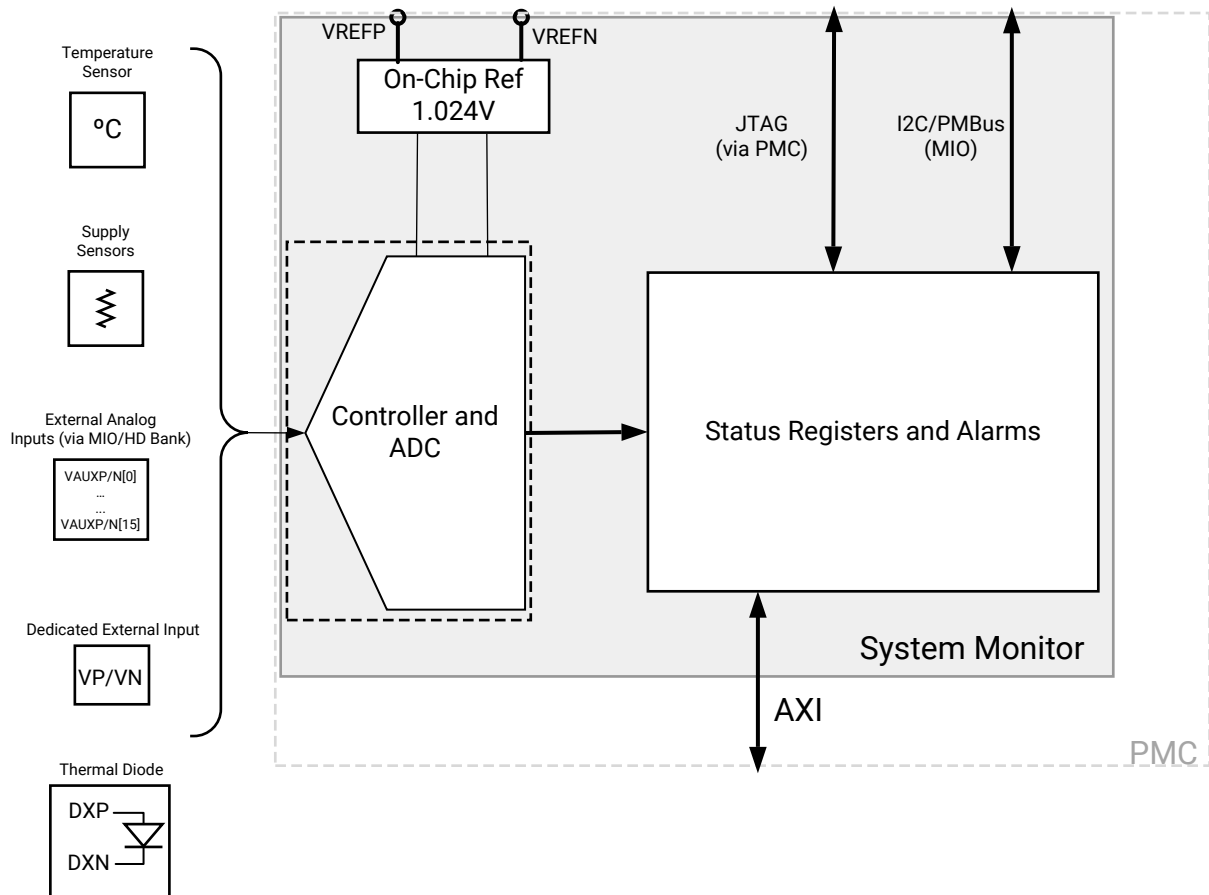 Temperature
Sensor
ºC
Supply
Sensors
External Analog
Inputs (via MIO/HD Bank)
VAUXP/N[0]
...
...
VAUXP/N[15]
Dedicated External Input
VP/VN
Thermal Diode
DXP
DXN
VREFP
VREFN
On-Chip Ref
1.024V
Controller and
ADC
JTAG
(via PMC)
I2C/PMBus
(MIO)
Status Registers and Alarms
System Monitor
AXI
PMC